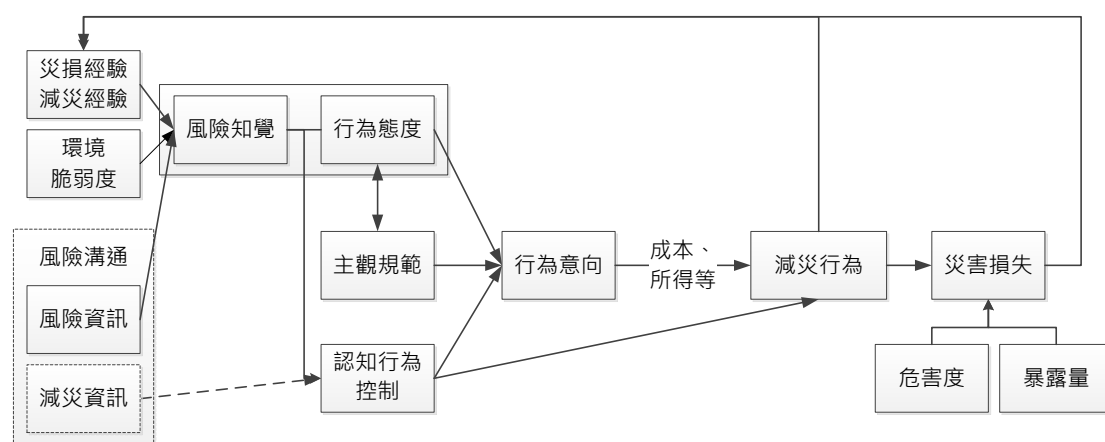 災損經驗
減災經驗
環境
脆弱度
風險溝通
風險資訊
減災資訊
風險知覺
行為態度
主觀規範
認知行為
控制
行為意向
成本、
所得等
減災行為
災害損失
危害度
暴露量